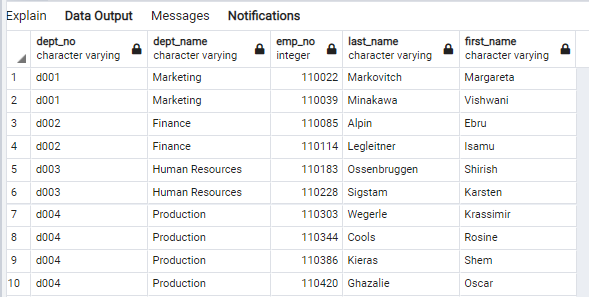 Explain Data Output Messages Notifications
dept_no dept_name emp_no last_name first_name
character varying character varying integer character varying character varying
1 d001 Marketing 110022 Markovitch Margareta
2 d001 Marketing 110039 Minakawa Vishwani
3 d002 Finance 110085 Alpin Ebru
4 d002 Finance 110114 Legleitner Isamu
5 d003 Human Resources 110183 Ossenbruggen Shirish
6 d003 Human Resources 110228 Sigstam Karsten
7 d004 Production 110303 Wegerle Krassimir
8 d004 Production 110344 Cools Rosine
9 d004 Production 110386 Kieras Shem
10 d004 Production 110420 Ghazalie Oscar